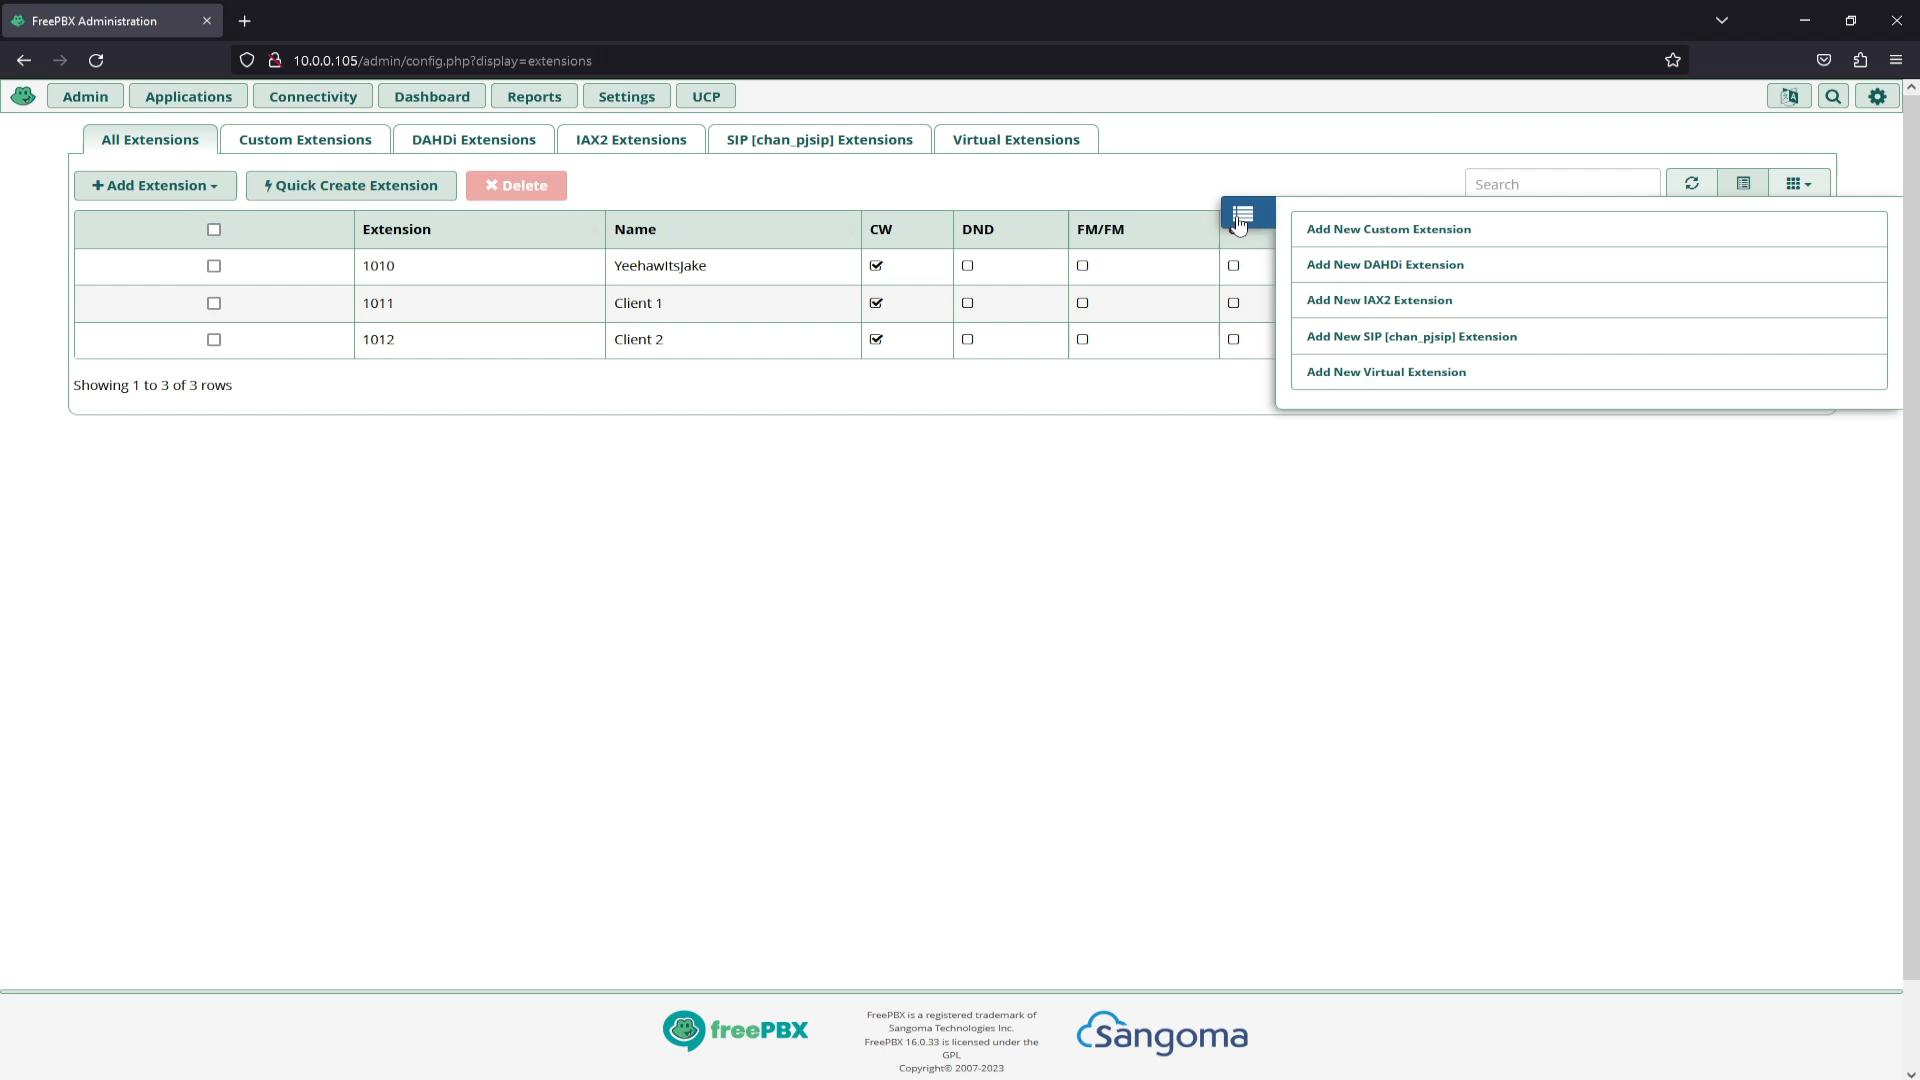 FreePBX Administration
10.0.0.105/admin/config.php?display=extensions
Admin Applications Connectivity Dashboard Reports Settings UCP
All Extensions Custom Extensions DAHDi Extensions IAX2 Extensions SIP [chan_pjsip] Extensions Virtual Extensions
Add Extension Quick Create Extension Delete Search
Extension Name CW DND FM/FM
1010 YeehawItsJake
1011 Client 1
1012 Client 2
Showing 1 to 3 of 3 rows
Add New Custom Extension
Add New DAHDi Extension
Add New IAX2 Extension
Add New SIP [chan_pjsip] Extension
Add New Virtual Extension
freePBX
FreePBX is a registered trademark of
Sangoma Technologies Inc.
FreePBX 16.0.33 is licensed under the
GPL
Copyright© 2007-2023
Sangoma